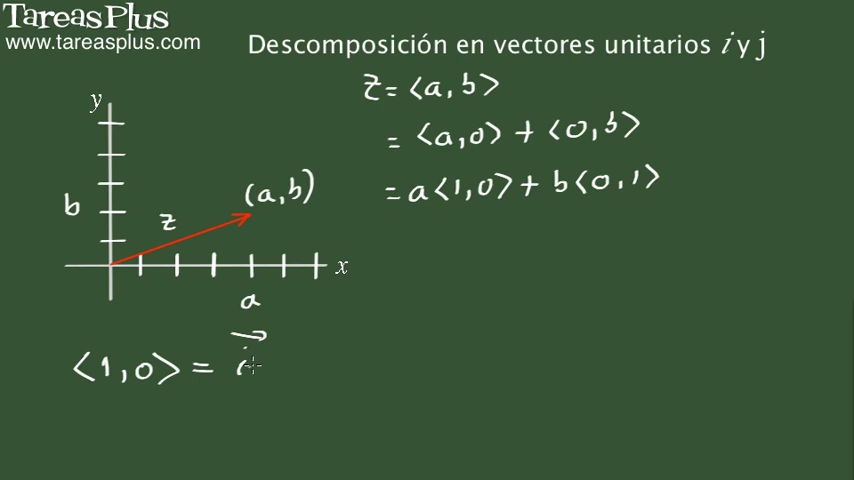 TareasPlus
www.tareasplus.com
Descomposición en vectores unitarios i y j
z = <a, b>
= <a, 0> + <0, b>
= a<1, 0> + b<0, 1>
y
(a, b)
b
z
x
a
<1, 0> = i⃗